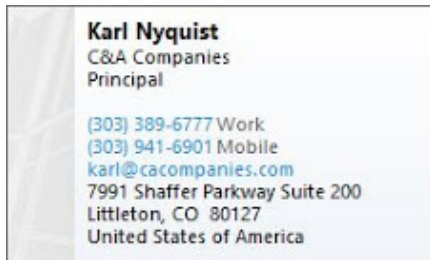 Karl Nyquist
C&A Companies
Principal
(303) 389-6777 Work
(303) 941-6901 Mobile
karl@cacompanies.com
7991 Shaffer Parkway Suite 200
Littleton, CO 80127
United States of America